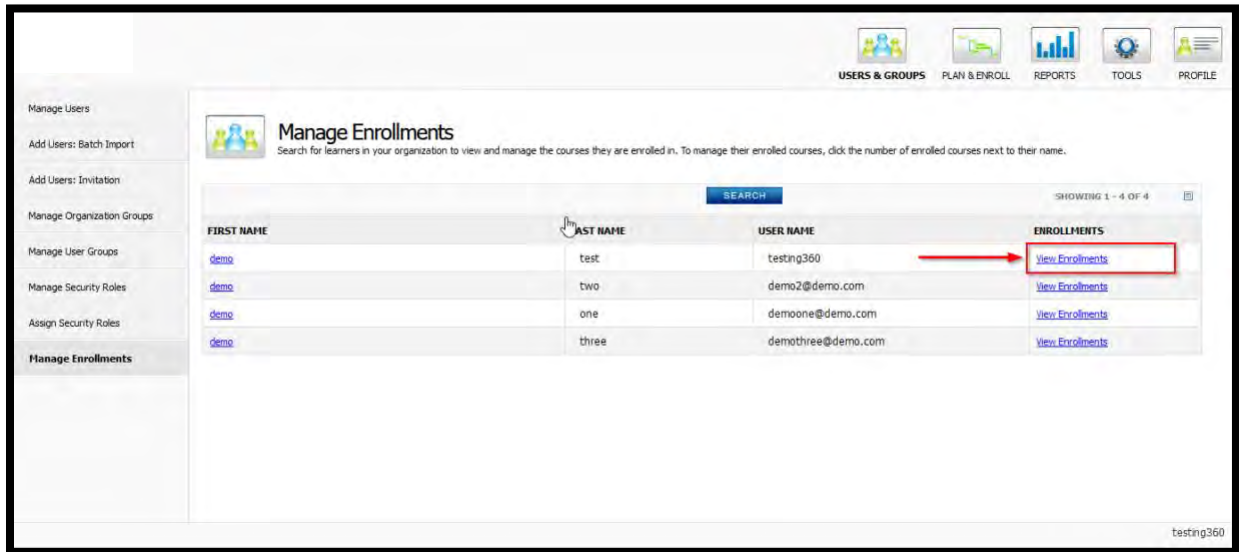 USERS & GROUPS PLAN & ENROLL REPORTS TOOLS PROFILE
Manage Users
Add Users: Batch Import
Add Users: Invitation
Manage Organization Groups
Manage User Groups
Manage Security Roles
Assign Security Roles
Manage Enrollments
Manage Enrollments
Search for learners in your organization to view and manage the courses they are enrolled in. To manage their enrolled courses, click the number of enrolled courses next to their name.
SEARCH SHOWING 1 - 4 OF 4
FIRST NAME AST NAME USER NAME ENROLLMENTS
demo test testing360 View Enrollments
demo two demo2@demo.com View Enrollments
demo one demoone@demo.com View Enrollments
demo three demothree@demo.com View Enrollments
testing360